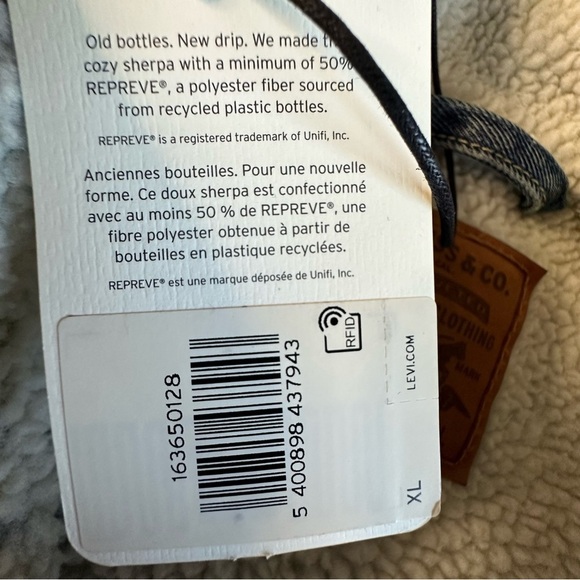 Old bottles. New drip. We made
cozy sherpa with a minimum of 50%
REPREVE®, a polyester fiber sourced
from recycled plastic bottles.
REPREVE® is a registered trademark of Unifi, Inc.
Anciennes bouteilles. Pour une nouvelle
forme. Ce doux sherpa est confectionné
avec au moins 50 % de REPREVE®, une
fibre polyester obtenue à partir de
bouteilles en plastique recyclées.
REPREVE® est une marque déposée de Unifi, Inc.
163650128
5 400898 437943
RFID
LEVI.COM
XL
& CO.
CLOTHING
MARK